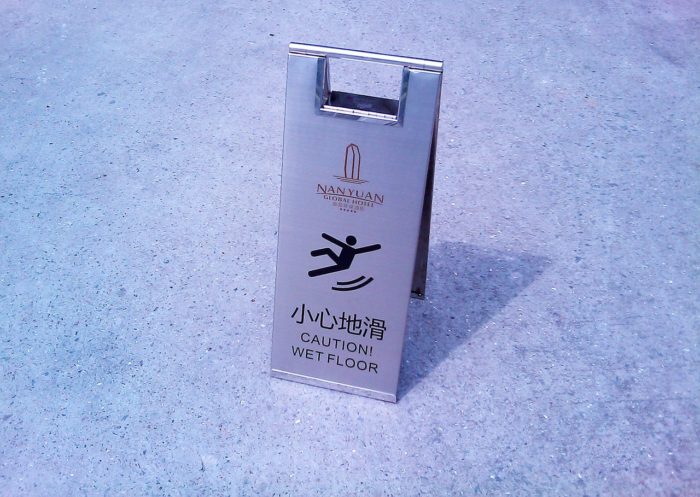 NANYUAN
GLOBAL HOTEL
小心地滑
CAUTION!
WET FLOOR